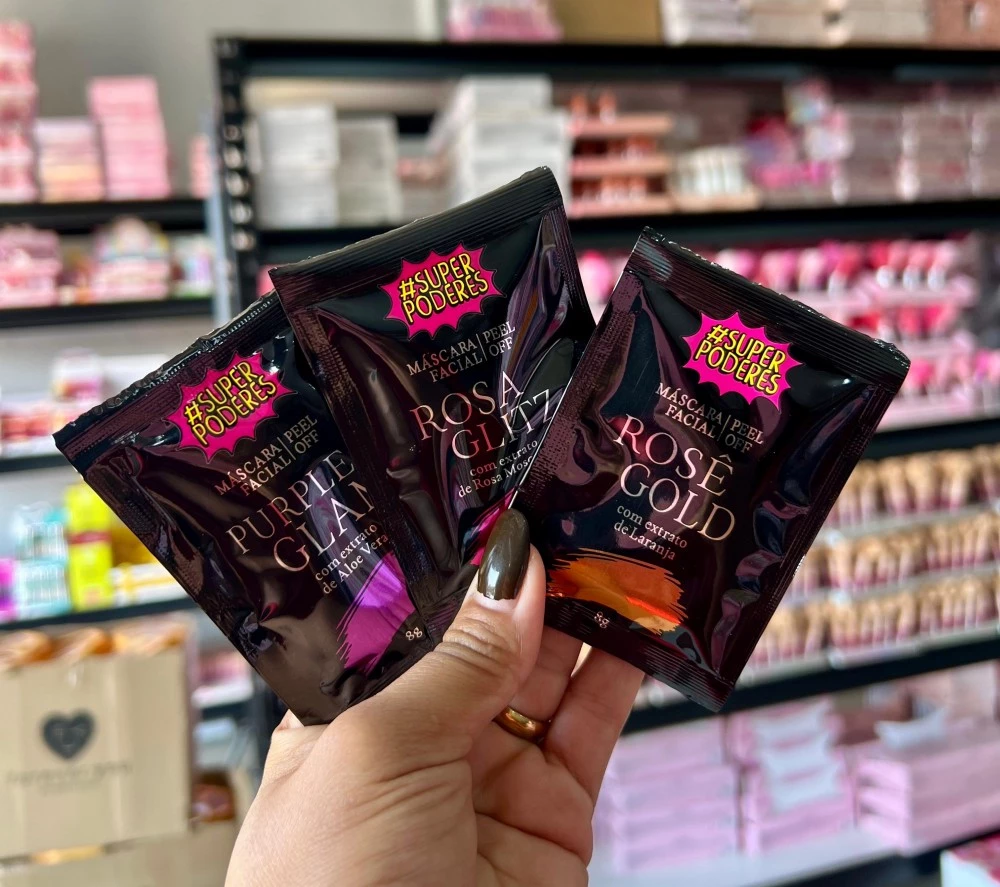 #SUPER
PODERES
MÁSCARA PEEL
FACIAL OFF
PURPLE
GLAM
com extrato
de Aloe Vera
8g
#SUPER
PODERES
MÁSCARA PEEL
FACIAL OFF
ROSA
GLITZ
com extrato
de Rosa Mosq
#SUPER
PODERES
MÁSCARA PEEL
FACIAL OFF
ROSÊ
GOLD
com extrato
de Laranja
8g